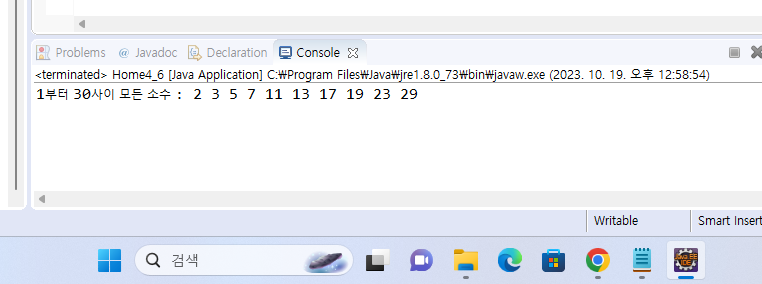 Problems @ Javadoc Declaration Console
<terminated> Home4_6 [Java Application] C:₩Program Files₩Java₩jre1.8.0_73₩bin₩javaw.exe (2023. 10. 19. 오후 12:58:54)
1부터 30사이 모든 소수 : 2 3 5 7 11 13 17 19 23 29
Writable Smart Insert
검색